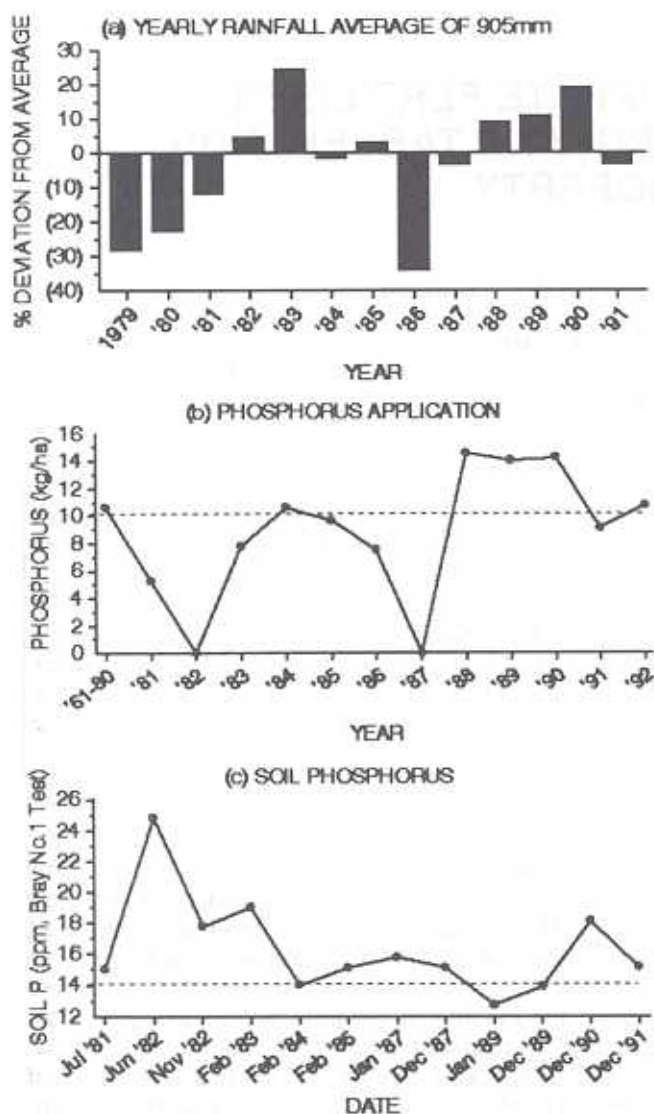 (a) YEARLY RAINFALL AVERAGE OF 905mm
% DEVIATION FROM AVERAGE
30
20
10
0
(10)
(20)
(30)
(40)
1979 '80 '81 '82 '83 '84 '85 '86 '87 '88 '89 '90 '91
YEAR
(b) PHOSPHORUS APPLICATION
PHOSPHORUS (kg/ha)
16
14
12
10
8
6
4
2
0
'61-80 '81 '82 '83 '84 '85 '86 '87 '88 '89 '90 '91 '92
YEAR
(c) SOIL PHOSPHORUS
SOIL P (ppm, Bray No.1 Test)
26
24
22
20
18
16
14
12
Jul '81 Jun '82 Nov '82 Feb '83 Feb '84 Feb '86 Jan '87 Dec '87 Jan '89 Dec '89 Dec '90 Dec '91
DATE